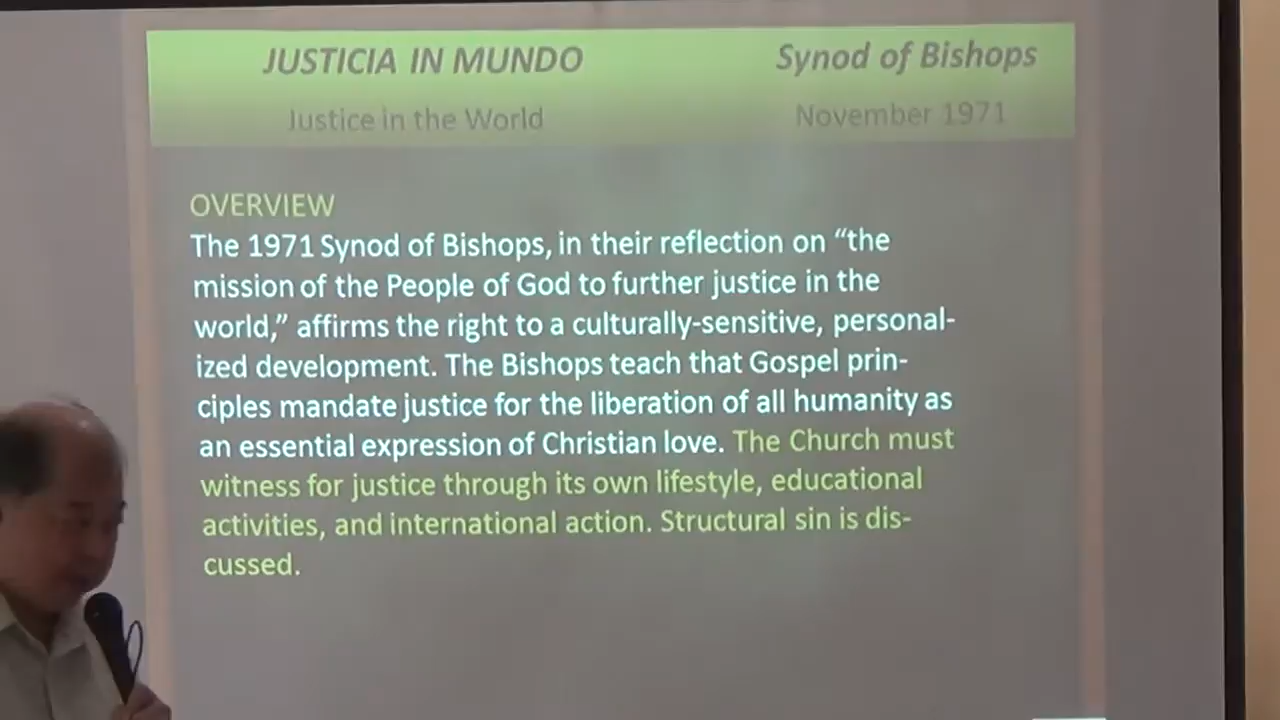 JUSTICIA IN MUNDO Synod of Bishops
Justice in the World November 1971
OVERVIEW
The 1971 Synod of Bishops, in their reflection on “the
mission of the People of God to further justice in the
world,” affirms the right to a culturally-sensitive, personal-
ized development. The Bishops teach that Gospel prin-
ciples mandate justice for the liberation of all humanity as
an essential expression of Christian love. The Church must
witness for justice through its own lifestyle, educational
activities, and international action. Structural sin is dis-
cussed.